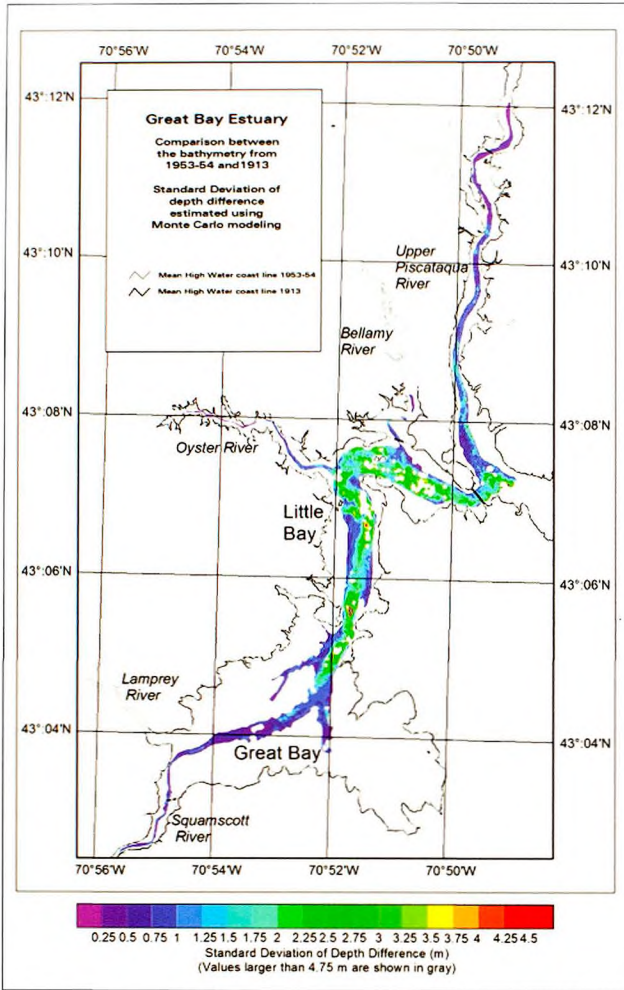 70°56'W 70°54'W 70°52'W 70°50'W
43°12'N 43°12'N
Great Bay Estuary
Comparison between
the bathymetry from
1953-54 and1913
Standard Deviation of
depth difference
estimated using
Monte Carlo modeling
Mean High Water coast line 1953-54
Mean High Water coast line 1913
43°10'N 43°10'N
Upper
Piscataqua
River
Bellamy
River
43°08'N 43°08'N
Oyster River
Little
Bay
43°06'N 43°06'N
Lamprey
River
43°04'N 43°04'N
Great Bay
Squamscott
River
70°56'W 70°54'W 70°52'W 70°50'W
0.25 0.5 0.75 1 1.25 1.5 1.75 2 2.25 2.5 2.75 3 3.25 3.5 3.75 4 4.25 4.5
Standard Deviation of Depth Difference (m)
(Values larger than 4.75 m are shown in gray)